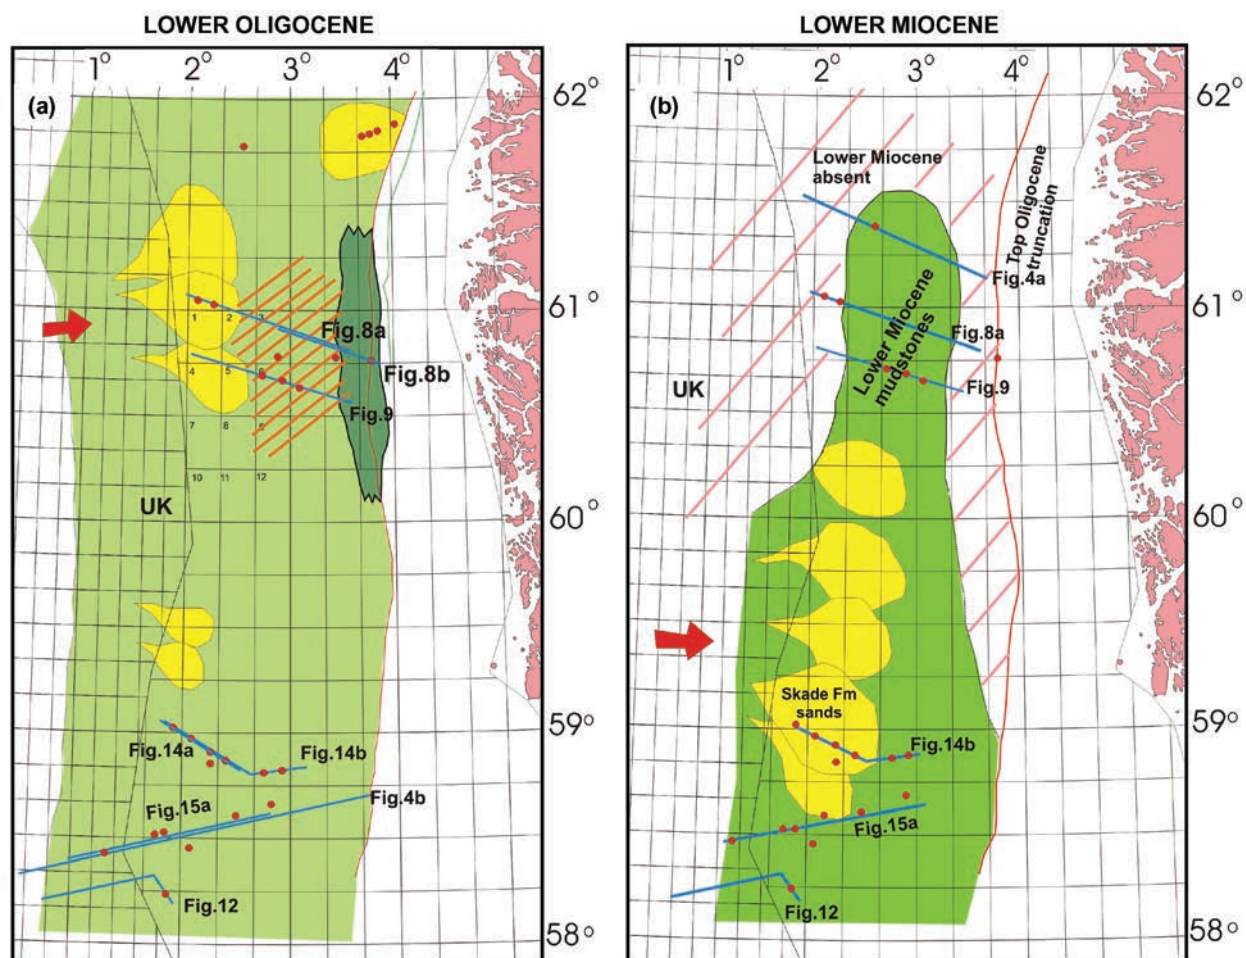 LOWER OLIGOCENE
1° 2° 3° 4°
(a)
62°
61°
1 2 3
Fig.8a
4 5 6
Fig.8b
Fig.9
7 8 9
10 11 12
UK
60°
59°
Fig.14a
Fig.14b
Fig.15a
Fig.4b
Fig.12
58°
LOWER MIOCENE
1° 2° 3° 4°
(b)
62°
Lower Miocene
absent
Top Oligocene
truncation
Fig.4a
61°
Lower Miocene
mudstones
Fig.8a
UK
Fig.9
60°
Skade Fm
sands
59°
Fig.14b
Fig.15a
Fig.12
58°